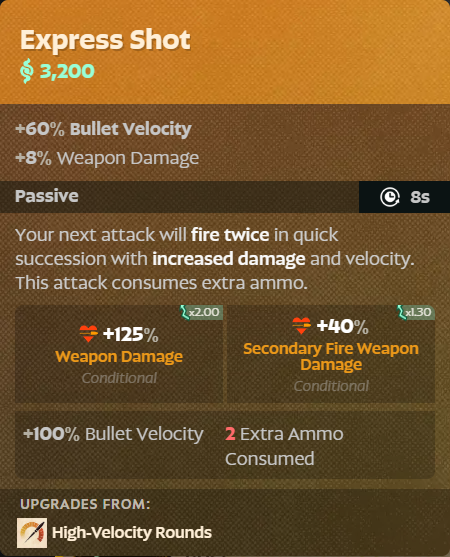 Express Shot
3,200
+60% Bullet Velocity
+8% Weapon Damage
Passive 8s
Your next attack will fire twice in quick
succession with increased damage and velocity.
This attack consumes extra ammo.
x2.00
+125%
Weapon Damage
Conditional
x1.30
+40%
Secondary Fire Weapon
Damage
Conditional
+100% Bullet Velocity
2 Extra Ammo
Consumed
UPGRADES FROM:
High-Velocity Rounds